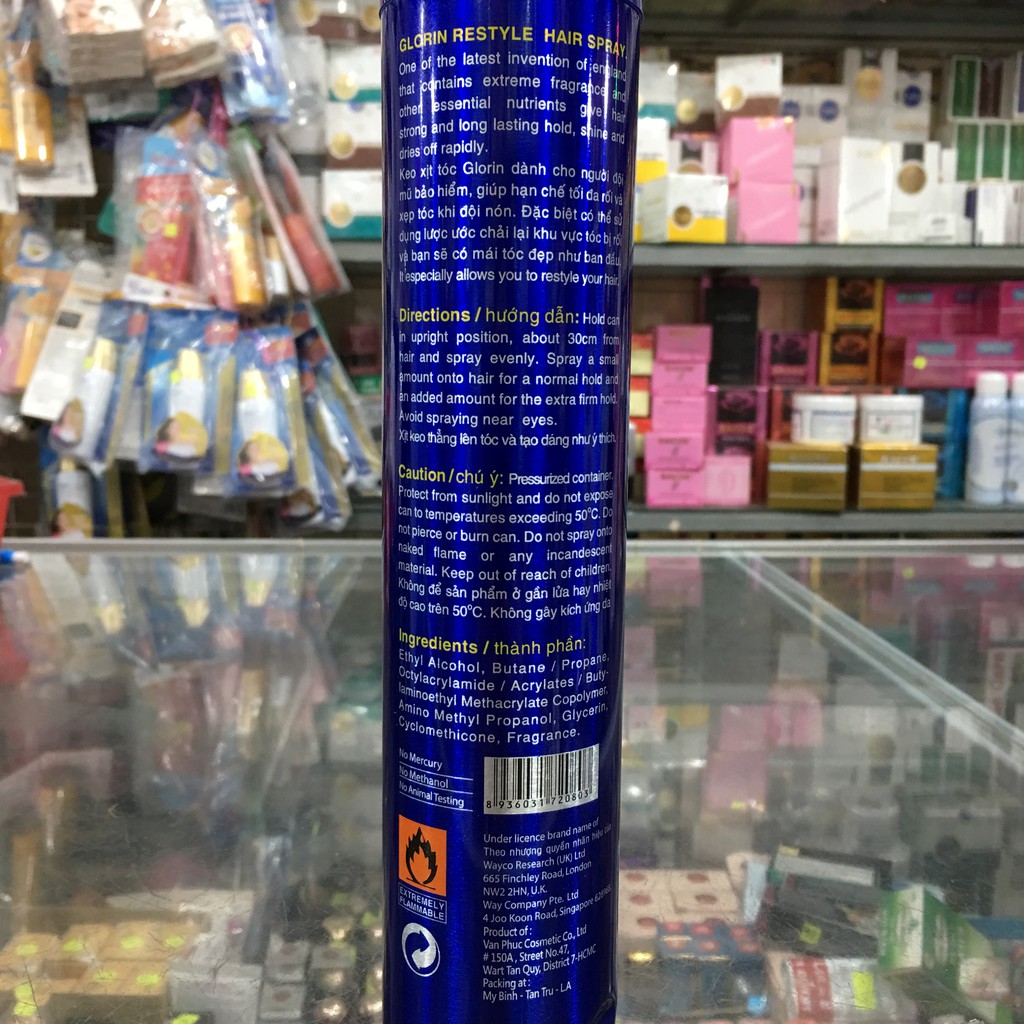 GLORIN RESTYLE HAIR SPRAY
One of the latest invention of england
that contains extreme fragrance and
other essential nutrients give hair
strong and long lasting hold, shine and
dries off rapidly.
Keo xịt tóc Glorin dành cho người đội
mũ bảo hiểm, giúp hạn chế tối đa rối và
xẹp tóc khi đội nón. Đặc biệt có thể sử
dụng lược ước chải lại khu vực tóc bị rối
và bạn sẽ có mái tóc đẹp như ban đầu.
It especially allows you to restyle your hair.
Directions / hướng dẫn: Hold can
in upright position, about 30cm from
hair and spray evenly. Spray a small
amount onto hair for a normal hold and
an added amount for the extra firm hold.
Avoid spraying near eyes.
Xịt keo thẳng lên tóc và tạo dáng như ý thích.
Caution / chú ý: Pressurized container.
Protect from sunlight and do not expose
can to temperatures exceeding 50°C. Do
not pierce or burn can. Do not spray onto
naked flame or any incandescent
material. Keep out of reach of children.
Không để sản phẩm ở gần lửa hay nhiệt
độ cao trên 50°C. Không gây kích ứng da
Ingredients / thành phần:
Ethyl Alcohol, Butane / Propane,
Octylacrylamide / Acrylates / Buty-
laminoethyl Methacrylate Copolymer,
Amino Methyl Propanol, Glycerin,
Cyclomethicone, Fragrance.
No Mercury
No Methanol
No Animal Testing
8 936031 720803
EXTREMELY
FLAMMABLE
Under licence brand name of
Theo nhượng quyền nhãn hiệu của
Wayco Research (UK) Ltd
665 Finchley Road, London
NW2 2HN, U.K.
Way Company Pte. Ltd
4 Joo Koon Road, Singapore
Product of :
Van Phuc Cosmetic Co., Ltd
# 150A , Street No.47,
Wart Tan Quy, District 7-HCMC
Packing at :
My Binh - Tan Tru - LA